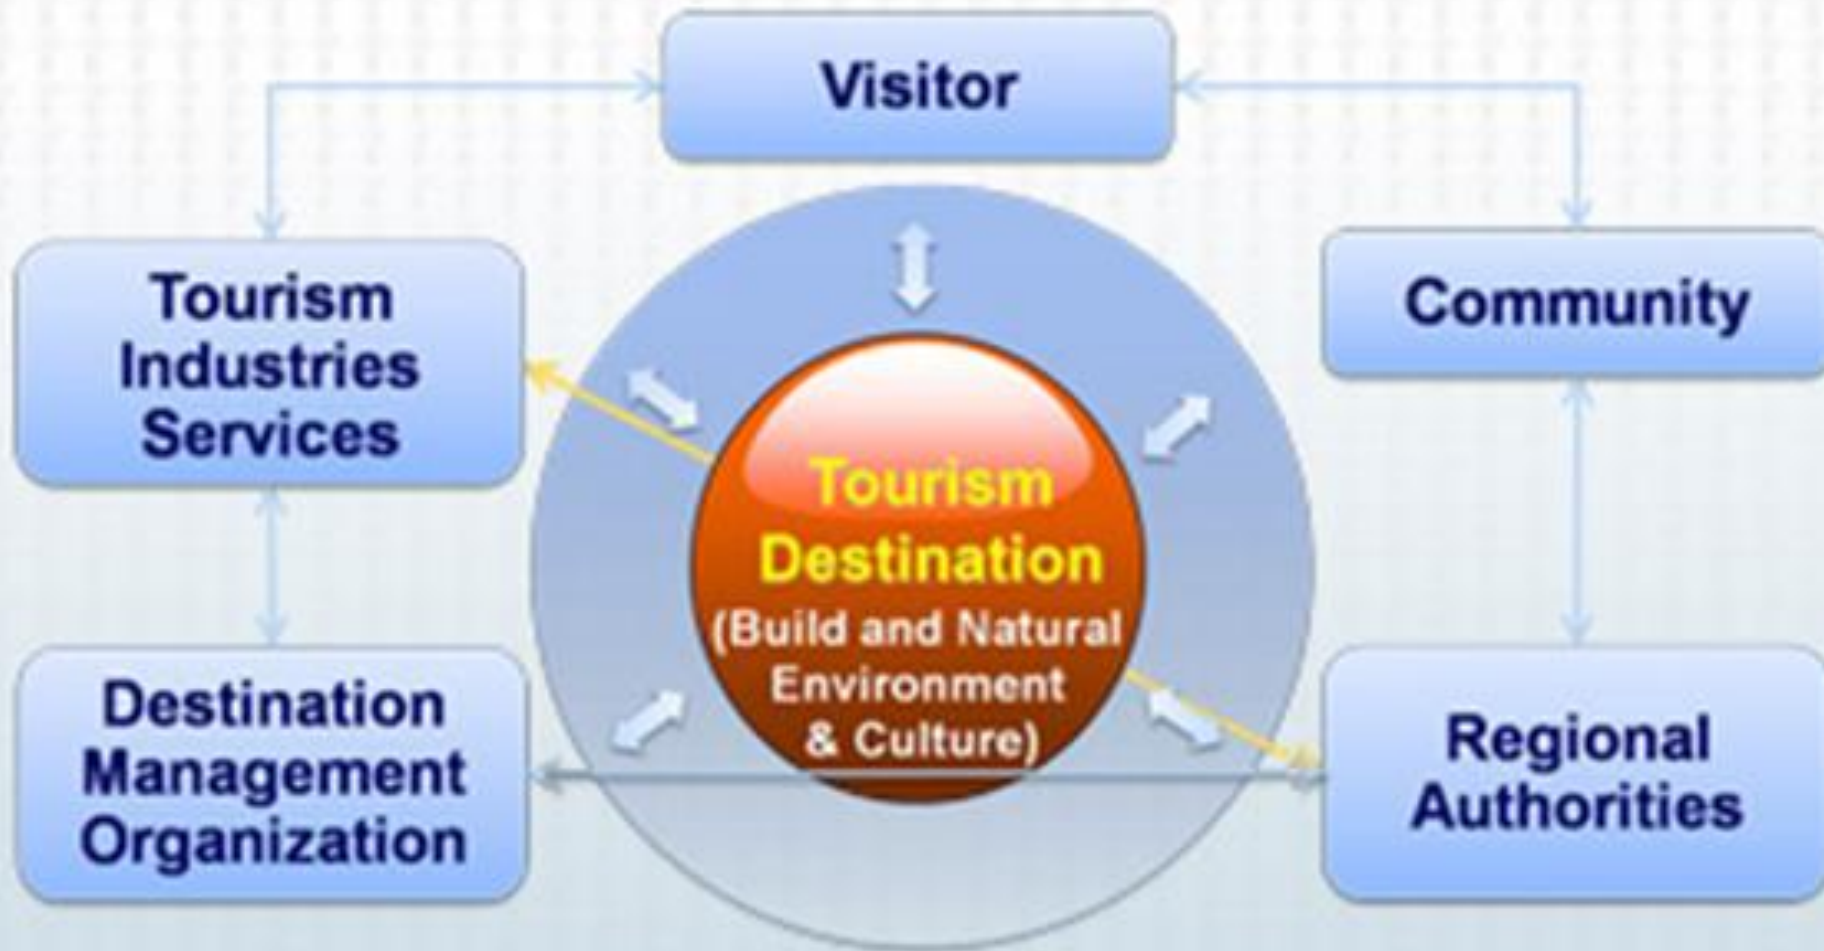 Visitor
Tourism
Industries
Services
Community
Tourism
Destination
(Build and Natural
Environment
& Culture)
Destination
Management
Organization
Regional
Authorities